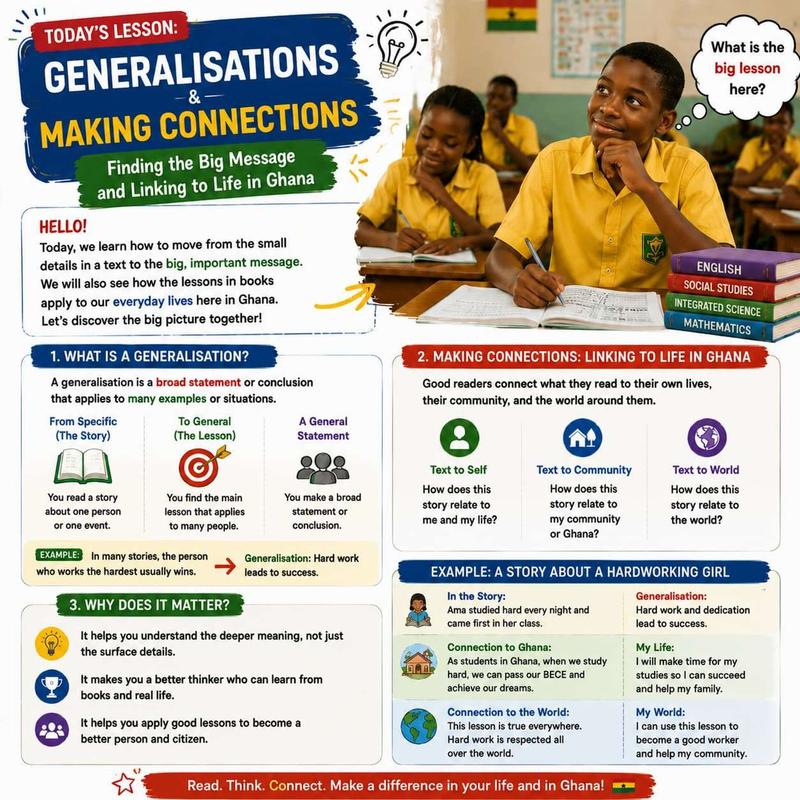 TODAY'S LESSON:
GENERALISATIONS
&
MAKING CONNECTIONS
Finding the Big Message
and Linking to Life in Ghana
What is the
big lesson
here?
HELLO!
Today, we learn how to move from the small
details in a text to the big, important message.
We will also see how the lessons in books
apply to our everyday lives here in Ghana.
Let's discover the big picture together!
ENGLISH
SOCIAL STUDIES
INTEGRATED SCIENCE
MATHEMATICS
1. WHAT IS A GENERALISATION?
A generalisation is a broad statement or conclusion
that applies to many examples or situations.
From Specific
(The Story)
You read a story
about one person
or one event.
To General
(The Lesson)
You find the main
lesson that applies
to many people.
A General
Statement
You make a broad
statement or
conclusion.
EXAMPLE: In many stories, the person
who works the hardest usually wins.
Generalisation: Hard work
leads to success.
2. MAKING CONNECTIONS: LINKING TO LIFE IN GHANA
Good readers connect what they read to their own lives,
their community, and the world around them.
Text to Self
How does this
story relate to
me and my life?
Text to Community
How does this
story relate to
my community
or Ghana?
Text to World
How does this
story relate to
the world?
3. WHY DOES IT MATTER?
It helps you understand the deeper meaning, not just
the surface details.
It makes you a better thinker who can learn from
books and real life.
It helps you apply good lessons to become a
better person and citizen.
EXAMPLE: A STORY ABOUT A HARDWORKING GIRL
In the Story:
Ama studied hard every night and
came first in her class.
Generalisation:
Hard work and dedication
lead to success.
Connection to Ghana:
As students in Ghana, when we study
hard, we can pass our BECE and
achieve our dreams.
My Life:
I will make time for my
studies so I can succeed
and help my family.
Connection to the World:
This lesson is true everywhere.
Hard work is respected all
over the world.
My World:
I can use this lesson to
become a good worker
and help my community.
Read. Think. Connect. Make a difference in your life and in Ghana!